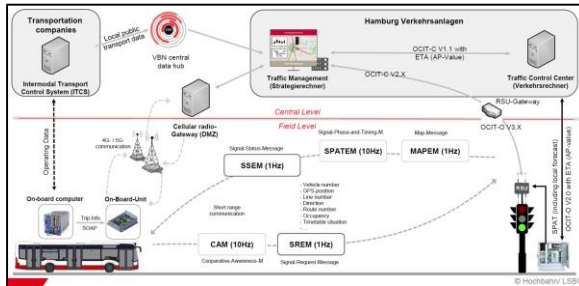 Transportation
companies
Intermodal Transport
Control System (ITCS)
Local public
transport data
VBN central
data hub
Hamburg Verkehrsanlagen
Traffic Management
(Strategierechner)
OCIT-C V1.1 with
ETA (AP-Value)
OCIT-C V2.X
Traffic Control Center
(Verkehrsrechner)
RSU-Gateway
Cellular radio-
Gateway (DMZ)
Central Level
Field Level
OCIT-O V3.X
Operating Data
4G- / 5G-
communication
Signal-Status-Message
SSEM (1Hz)
Signal-Phase-and-Timing-M.
SPATEM (10Hz)
Map-Message
MAPEM (1Hz)
On-board computer
On-Board-Unit
Trip-Info
SOAP
Short range
communication
- Vehicle number
- GPS-position
- Line number
- Direction
- Route number
- Occupancy
- Timetable situation
- ...
CAM (10Hz)
Cooperative-Awareness-M.
SREM (1Hz)
Signal-Request-Message
RSU
SPAT (including local forecast)
OCIT-O V2.0 with ETA (AP-value)
© Hochbahn/ LSBG